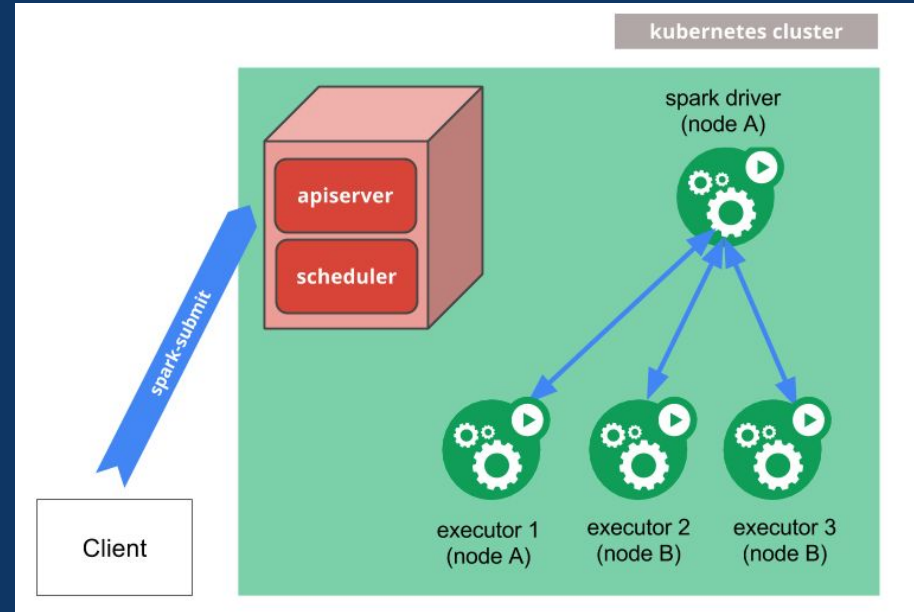 kubernetes cluster
spark driver
(node A)
apiserver
scheduler
spark-submit
executor 1
(node A)
executor 2
(node B)
executor 3
(node B)
Client